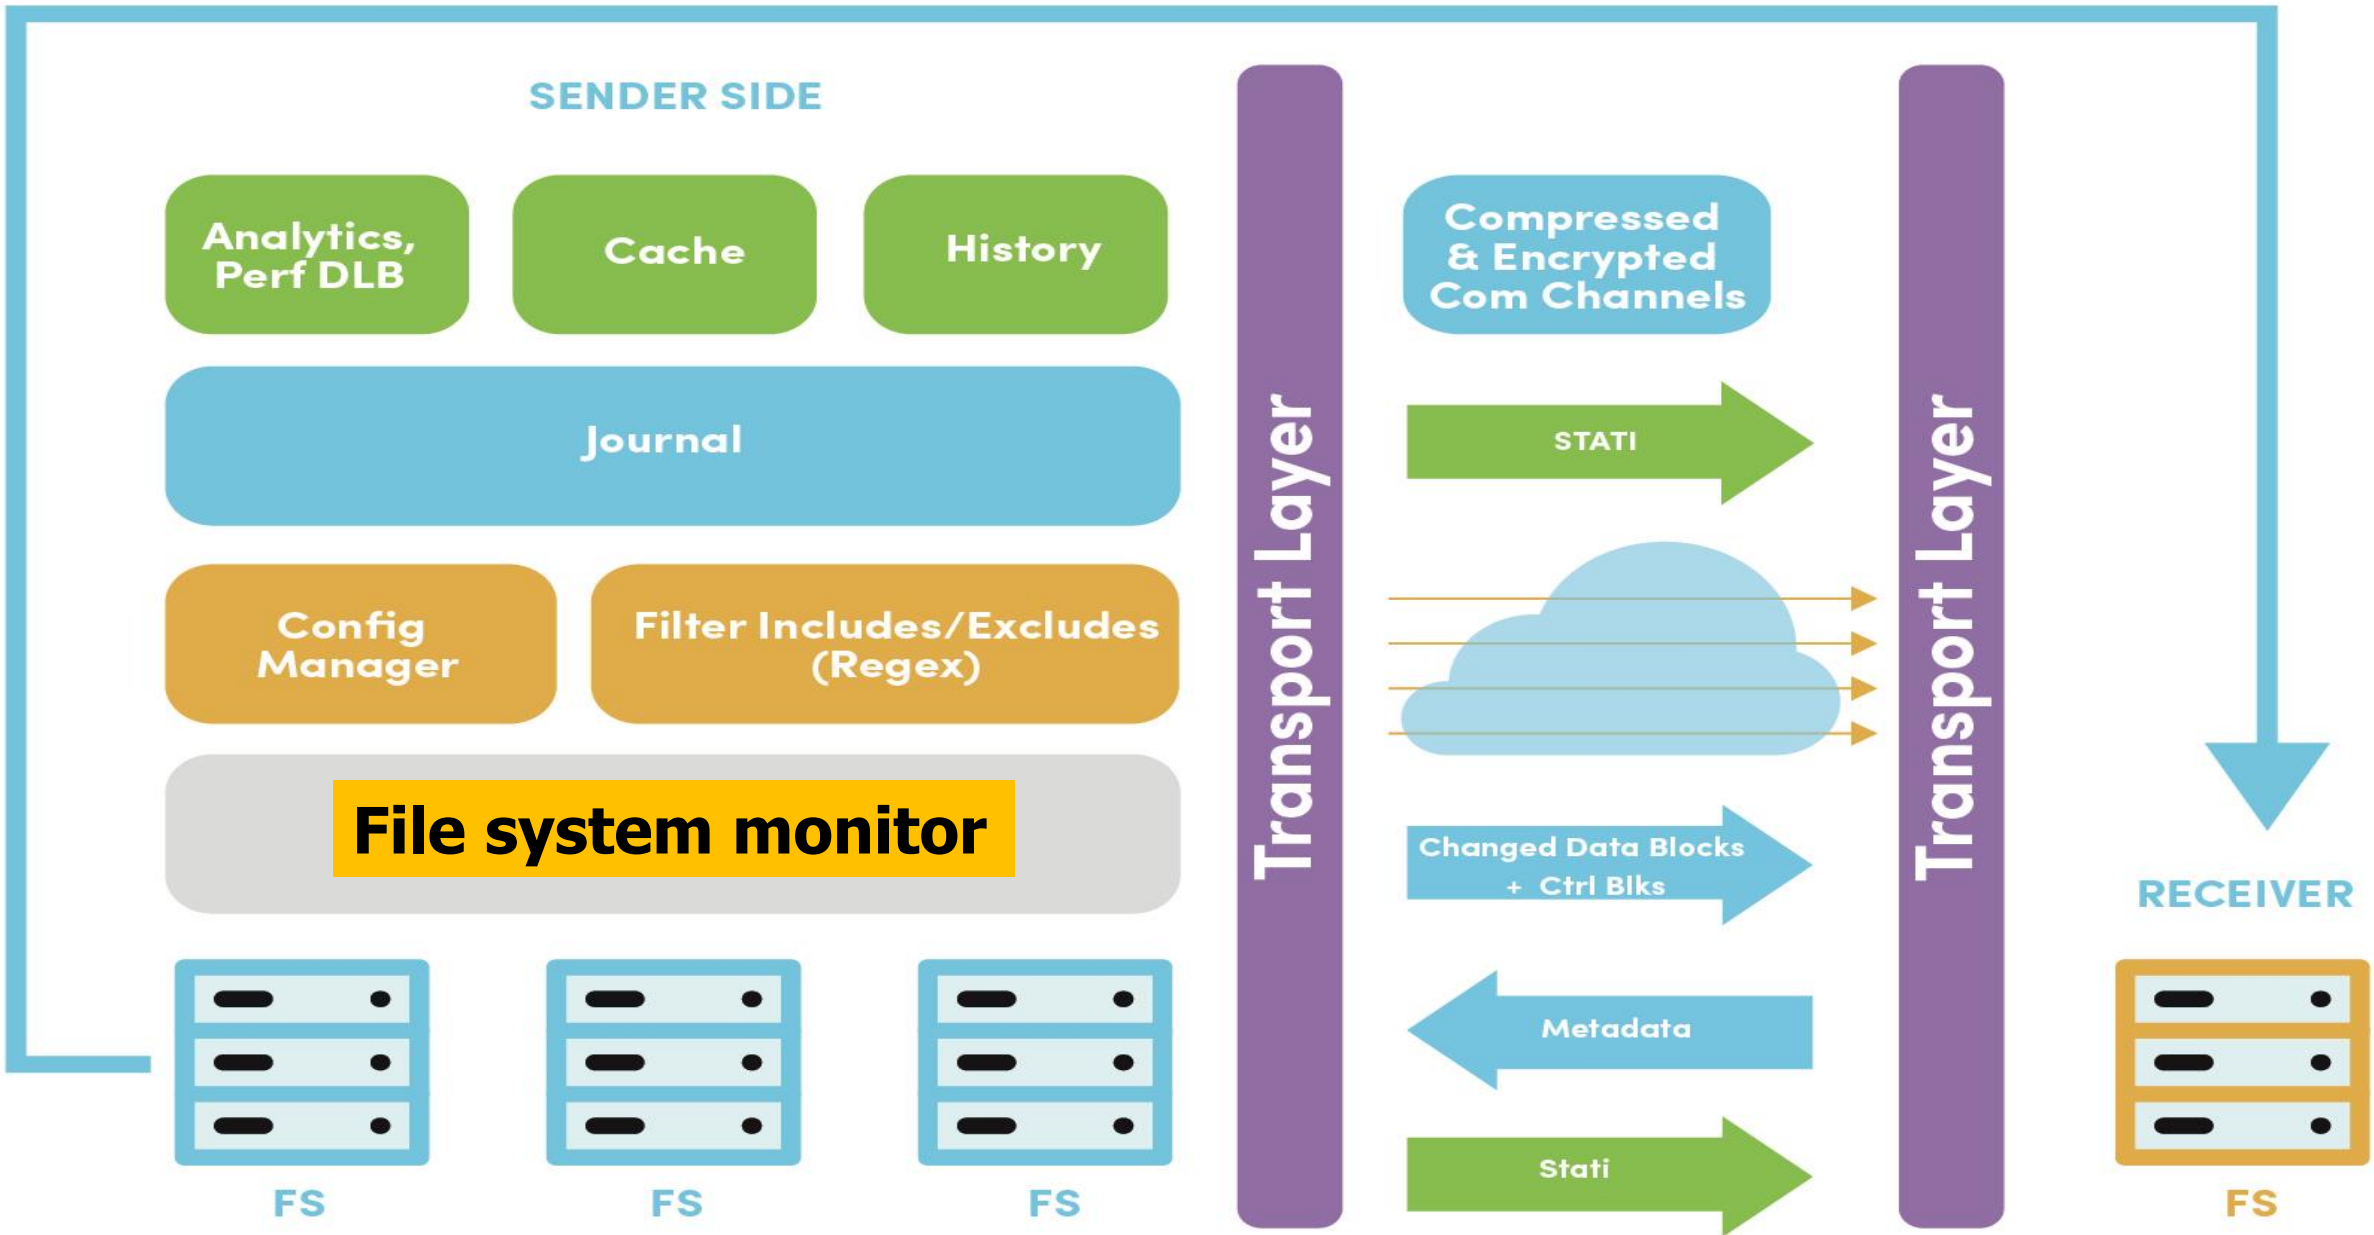 SENDER SIDE
Analytics,
Perf DLB
Cache
History
Journal
Config
Manager
Filter Includes/Excludes
(Regex)
File system monitor
FS
FS
FS
Transport Layer
Compressed
& Encrypted
Com Channels
STATI
Changed Data Blocks
+ Ctrl Blks
Metadata
Stati
Transport Layer
RECEIVER
FS